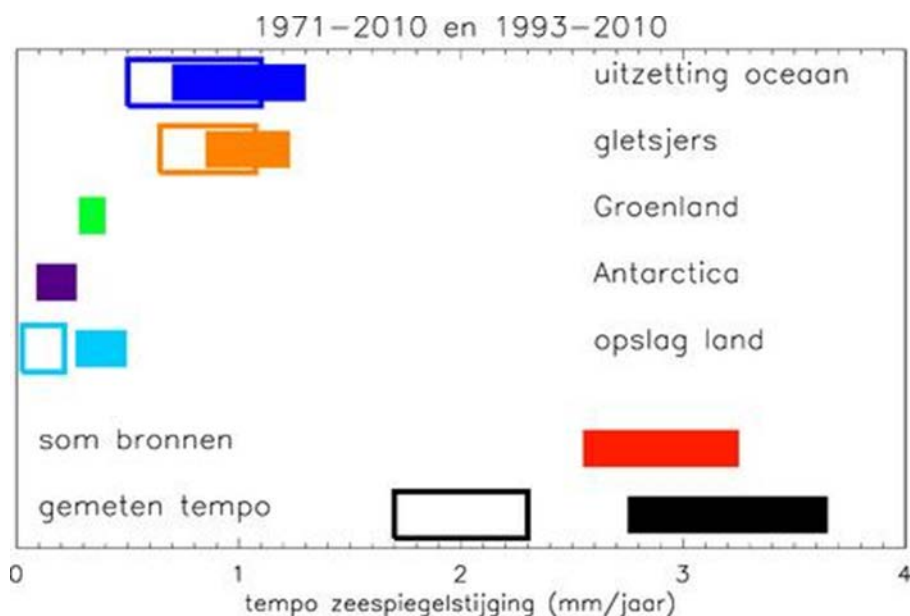 1971-2010 en 1993-2010
uitzetting oceaan
gletsjers
Groenland
Antarctica
opslag land
som bronnen
gemeten tempo
0 1 2 3 4
tempo zeespiegelstijging (mm/jaar)